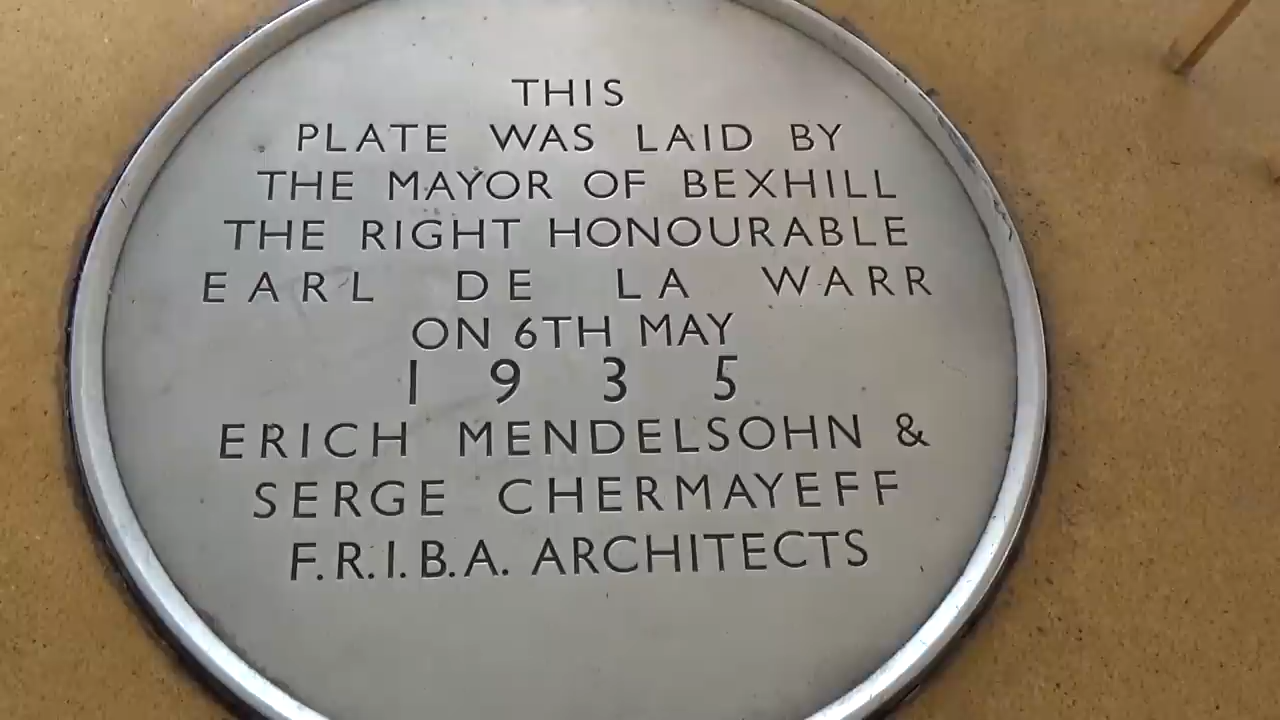 THIS
PLATE WAS LAID BY
THE MAYOR OF BEXHILL
THE RIGHT HONOURABLE
EARL DE LA WARR
ON 6TH MAY
1935
ERICH MENDELSOHN &
SERGE CHERMAYEFF
F.R.I.B.A. ARCHITECTS